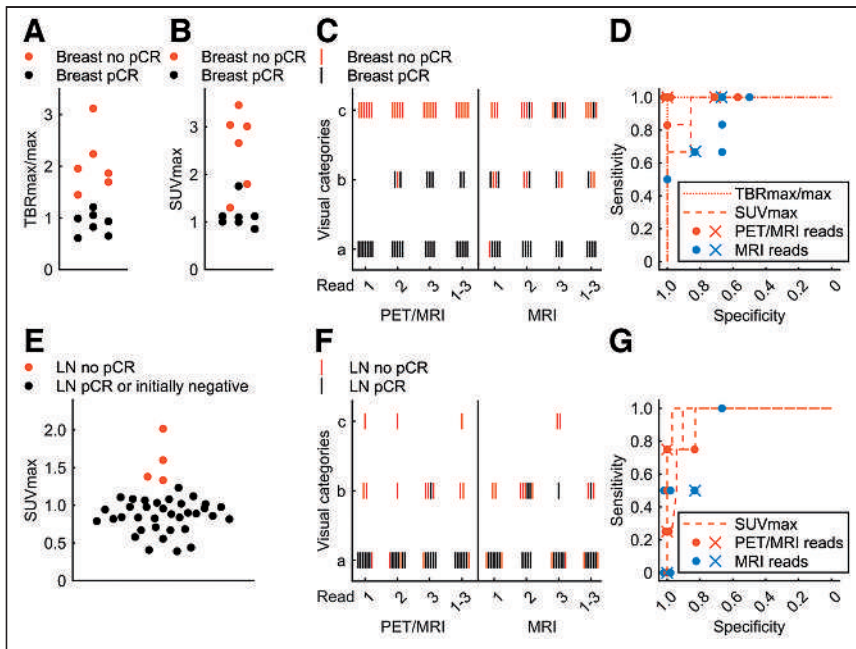 A
Breast no pCR
Breast pCR
TBRmax/max
3
2
1
0
B
Breast no pCR
Breast pCR
SUVmax
3
2
1
0
C
Breast no pCR
Breast pCR
Visual categories
c
b
a
Read 1 2 3 1-3 1 2 3 1-3
PET/MRI MRI
D
Sensitivity
1.0
0.8
0.6
0.4
0.2
0
TBRmax/max
SUVmax
PET/MRI reads
MRI reads
1.0 0.8 0.6 0.4 0.2 0
Specificity
E
LN no pCR
LN pCR or initially negative
SUVmax
2.0
1.5
1.0
0.5
0
F
LN no pCR
LN pCR
Visual categories
c
b
a
Read 1 2 3 1-3 1 2 3 1-3
PET/MRI MRI
G
Sensitivity
1.0
0.8
0.6
0.4
0.2
0
SUVmax
PET/MRI reads
MRI reads
1.0 0.8 0.6 0.4 0.2 0
Specificity